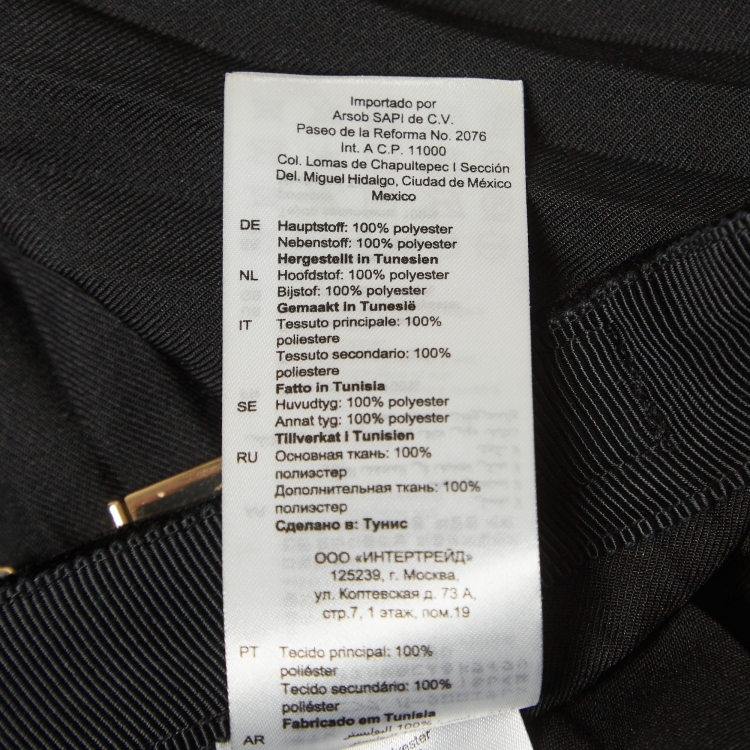 Importado por
Arsob SAPI de C.V.
Paseo de la Reforma No. 2076
Int. A C.P. 11000
Col. Lomas de Chapultepec I Sección
Del. Miguel Hidalgo, Ciudad de México
Mexico
DE Hauptstoff: 100% polyester
Nebenstoff: 100% polyester
Hergestellt in Tunesien
NL Hoofdstof: 100% polyester
Bijstof: 100% polyester
Gemaakt in Tunesië
IT Tessuto principale: 100%
poliestere
Tessuto secondario: 100%
poliestere
Fatto in Tunisia
SE Huvudtyg: 100% polyester
Annat tyg: 100% polyester
Tillverkat i Tunisien
RU Основная ткань: 100%
полиэстер
Дополнительная ткань: 100%
полиэстер
Сделано в: Тунис
ООО «ИНТЕРТРЕЙД»
125239, г. Москва,
ул. Коптевская д. 73 А,
стр.7, 1 этаж, пом.19
PT Tecido principal: 100%
poliéster
Tecido secundário: 100%
poliéster
Fabricado em Tunisia
AR البوليستر 100%